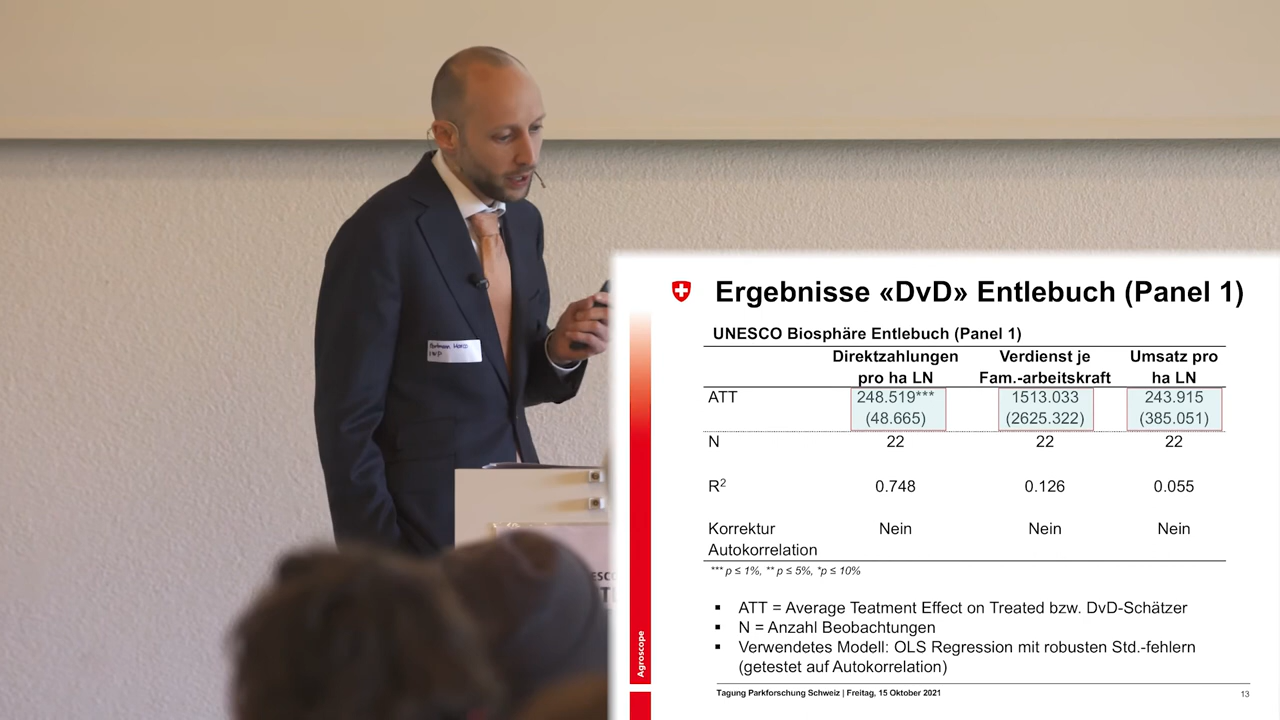 Ergebnisse «DvD» Entlebuch (Panel 1)
UNESCO Biosphäre Entlebuch (Panel 1)
Direktzahlungen pro ha LN
Verdienst je Fam.-arbeitskraft
Umsatz pro ha LN
ATT 248.519*** 1513.033 243.915
(48.665) (2625.322) (385.051)
N 22 22 22
R² 0.748 0.126 0.055
Korrektur Autokorrelation Nein Nein Nein
*** p ≤ 1%, ** p ≤ 5%, *p ≤ 10%
▪ ATT = Average Teatment Effect on Treated bzw. DvD-Schätzer
▪ N = Anzahl Beobachtungen
▪ Verwendetes Modell: OLS Regression mit robusten Std.-fehlern
(getestet auf Autokorrelation)
Agroscope
Tagung Parkforschung Schweiz | Freitag, 15 Oktober 2021
13